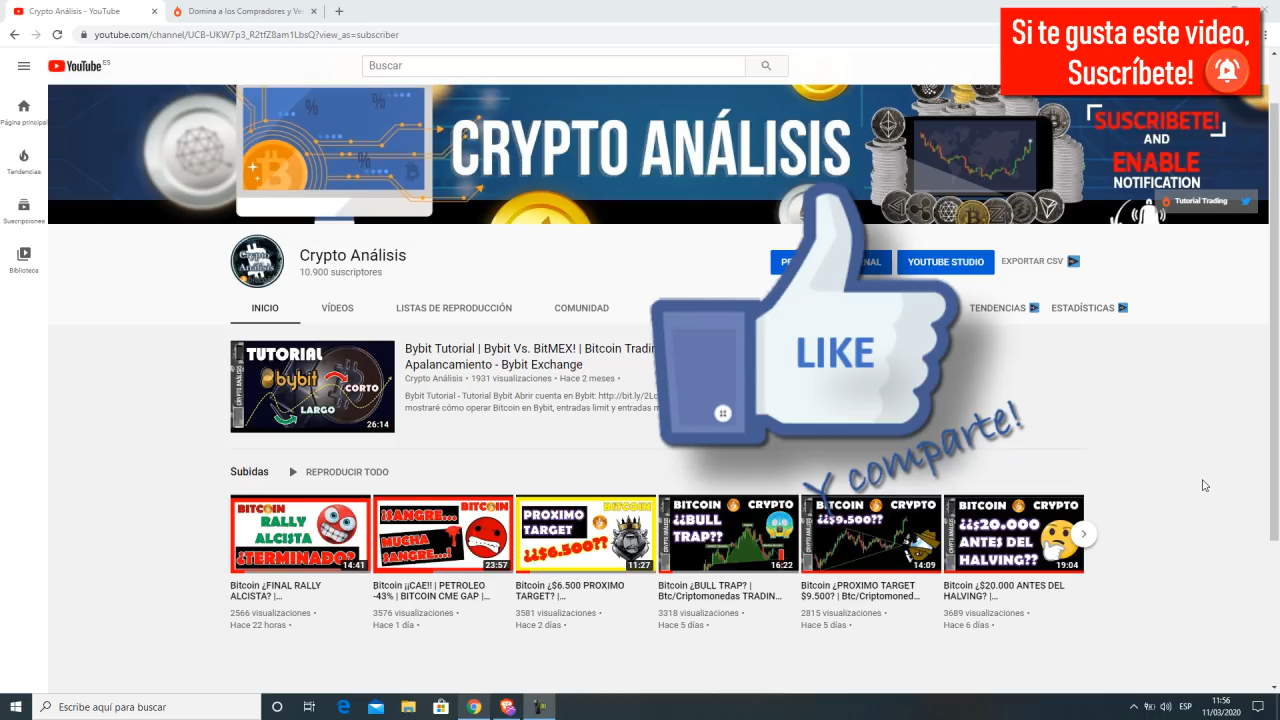 Crypto Análisis - YouTube
Domina a los Compradores y Ve
youtube.com/channel/UCB-UKW7p3_R2tfZ8am1LbsQ?view_as=subscriber
Si te gusta este video,
Suscríbete!
YouTube ES
Buscar
Página principal
Tendencias
Suscripciones
Biblioteca
CRYPTO ANÁLISIS
SUSCRIBETE!
AND
ENABLE
NOTIFICATION
Tutorial Trading
Crypto Análisis
10.900 suscriptores
YOUTUBE STUDIO
EXPORTAR CSV
INICIO
VÍDEOS
LISTAS DE REPRODUCCIÓN
COMUNIDAD
TENDENCIAS
ESTADÍSTICAS
LIKE
Y comparte!
TUTORIAL
bybit
CORTO
LARGO
26:14
Bybit Tutorial | Bybit Vs. BitMEX! | Bitcoin Tradin
Apalancamiento - Bybit Exchange
Crypto Análisis • 1931 visualizaciones • Hace 2 meses •
Bybit Tutorial - Tutorial Bybit Abrir cuenta en Bybit: http://bit.ly/2Lo
mostraré cómo operar Bitcoin en Bybit, entradas limit y entradas m
Subidas
REPRODUCIR TODO
BITCOIN
RALLY
ALCISTA
¿TERMINADO?
14:41
Bitcoin ¿FINAL RALLY
ALCISTA? |...
2566 visualizaciones •
Hace 22 horas •
¡SANGRE,
BITCOIN
MUCHA
SANGRE..!
23:57
Bitcoin ¡¡CAE!! | PETROLEO
-43% | BITCOIN CME GAP |...
3576 visualizaciones •
Hace 1 día •
PROXIMO
BITCOIN
TARGET
¿¿$6.500??
11:27
Bitcoin ¿$6.500 PROXIMO
TARGET? |...
3581 visualizaciones •
Hace 2 días •
BITCOIN CRYPTO
¿¿BULL
TRAP??
16:22
Bitcoin ¿BULL TRAP? |
Btc/Criptomonedas TRADIN...
3318 visualizaciones •
Hace 5 días •
BITCOIN CRYPTO
¿¿$9.500??
14:09
Bitcoin ¿PROXIMO TARGET
$9.500? | Btc/Criptomoned...
2815 visualizaciones •
Hace 5 días •
BITCOIN CRYPTO
¿¿$20.000
ANTES DEL
HALVING?
19:04
Bitcoin ¿$20.000 ANTES DEL
HALVING? |...
3689 visualizaciones •
Hace 6 días •
Escribe aquí para buscar
ESP
11:56
11/03/2020